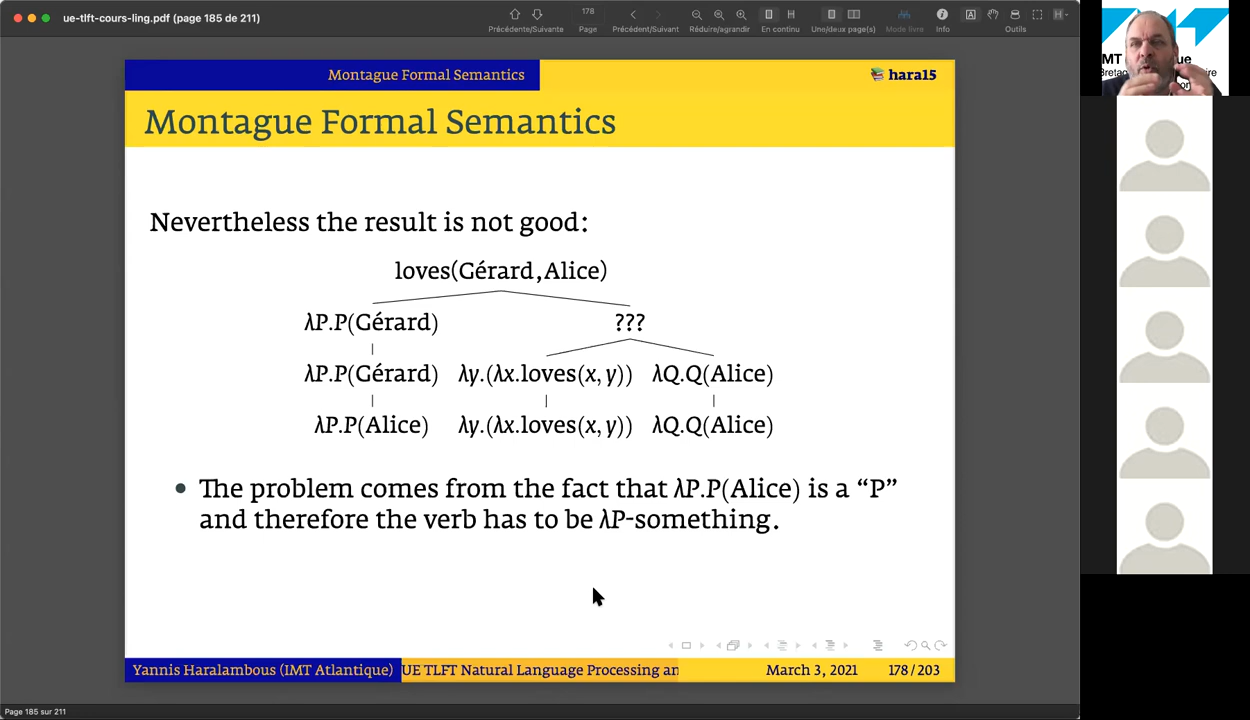 ue-tlft-cours-ling.pdf (page 185 de 211)
178
Précédente/Suivante
Page
Précédent/Suivant
Réduire/agrandir
En continu
Une/deux page(s)
Mode livre
Info
Outils
Montague Formal Semantics
hara15
Montague Formal Semantics
Nevertheless the result is not good:
loves(Gérard,Alice)
λP.P(Gérard) ???
λP.P(Gérard) λy.(λx.loves(x, y)) λQ.Q(Alice)
λP.P(Alice) λy.(λx.loves(x, y)) λQ.Q(Alice)
• The problem comes from the fact that λP.P(Alice) is a “P”
and therefore the verb has to be λP-something.
Yannis Haralambous (IMT Atlantique) UE TLFT Natural Language Processing an March 3, 2021 178 / 203
Page 185 sur 211